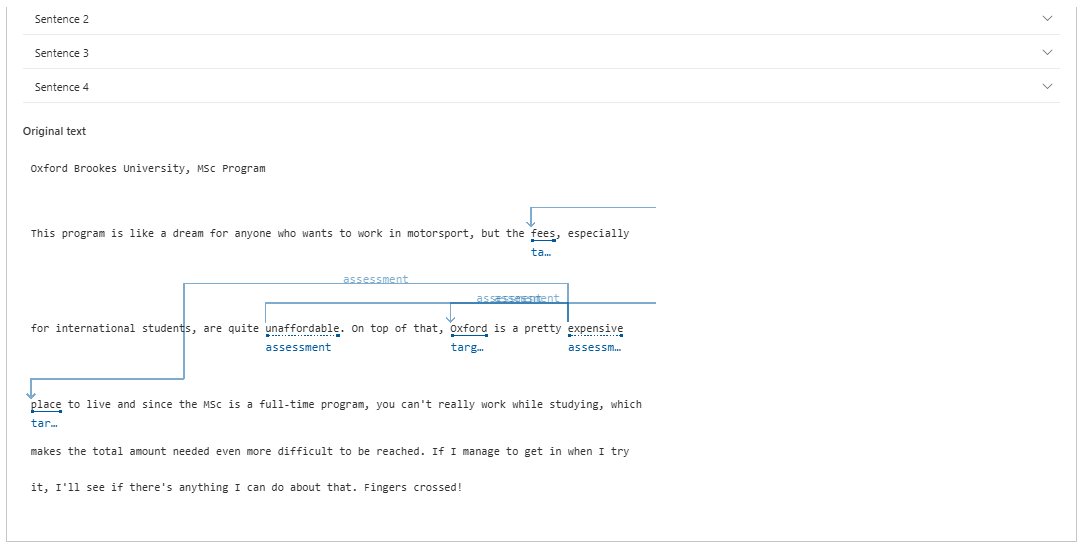 Sentence 2
Sentence 3
Sentence 4
Original text
Oxford Brookes University, MSc Program
This program is like a dream for anyone who wants to work in motorsport, but the fees, especially
ta…
assessment
assessment assessment
for international students, are quite unaffordable. On top of that, Oxford is a pretty expensive
assessment targ… assessm…
place to live and since the MSc is a full-time program, you can't really work while studying, which
tar…
makes the total amount needed even more difficult to be reached. If I manage to get in when I try
it, I'll see if there's anything I can do about that. Fingers crossed!